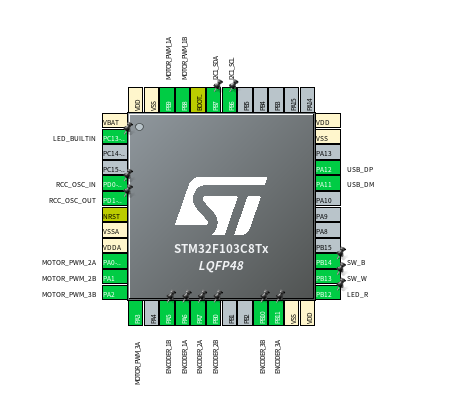 MOTOR_PWM_1A
MOTOR_PWM_1B
I2C1_SDA
I2C1_SCL
VDD
VSS
PB9
PB8
BOOT..
PB7
PB6
PB5
PB4
PB3
PA15
PA14
VBAT
LED_BUILTIN PC13-..
PC14-..
PC15-..
RCC_OSC_IN PD0-..
RCC_OSC_OUT PD1-..
NRST
VSSA
VDDA
MOTOR_PWM_2A PA0-..
MOTOR_PWM_2B PA1
MOTOR_PWM_3B PA2
STM32F103C8Tx
LQFP48
VDD
VSS
PA13
PA12 USB_DP
PA11 USB_DM
PA10
PA9
PA8
PB15
PB14 SW_B
PB13 SW_W
PB12 LED_R
PA3
PA4
PA5
PA6
PA7
PB0
PB1
PB2
PB10
PB11
VSS
VDD
MOTOR_PWM_3A
ENCODER_1B
ENCODER_1A
ENCODER_2A
ENCODER_2B
ENCODER_3B
ENCODER_3A